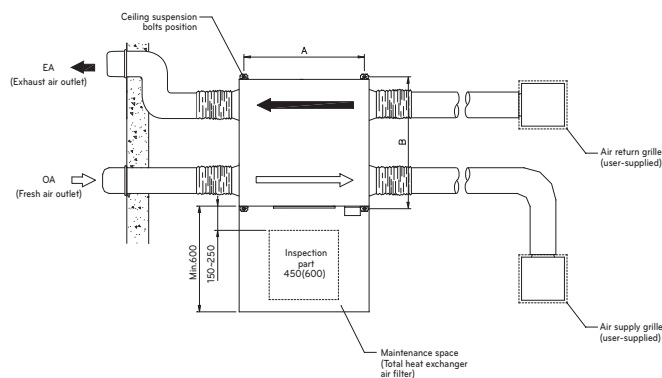 Ceiling suspension
bolts position
A
EA
(Exhaust air outlet)
B
Air return grille
(user-supplied)
OA
(Fresh air outlet)
Min.600
150~250
Inspection
part
450(600)
Air supply grille
(user-supplied)
Maintenance space
(Total heat exchanger
air filter)